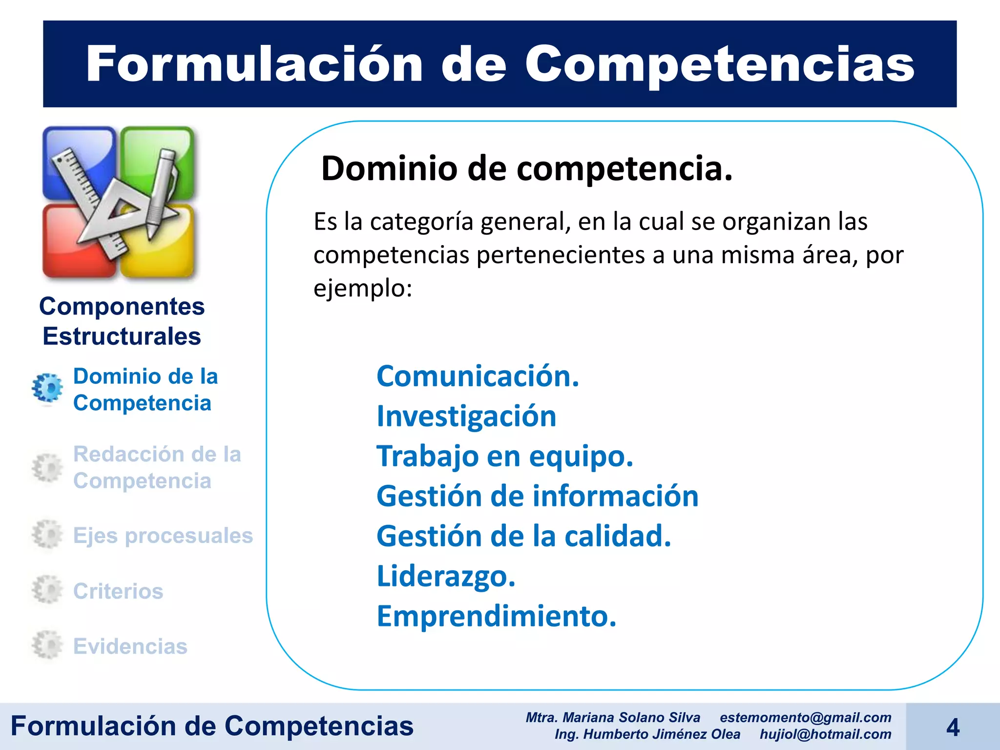 Formulación de Competencias
Componentes
Estructurales
Dominio de la
Competencia
Redacción de la
Competencia
Ejes procesuales
Criterios
Evidencias
Dominio de competencia.
Es la categoría general, en la cual se organizan las
competencias pertenecientes a una misma área, por
ejemplo:
Comunicación.
Investigación
Trabajo en equipo.
Gestión de información
Gestión de la calidad.
Liderazgo.
Emprendimiento.
Formulación de Competencias
Mtra. Mariana Solano Silva estemomento@gmail.com
Ing. Humberto Jiménez Olea hujiol@hotmail.com
4